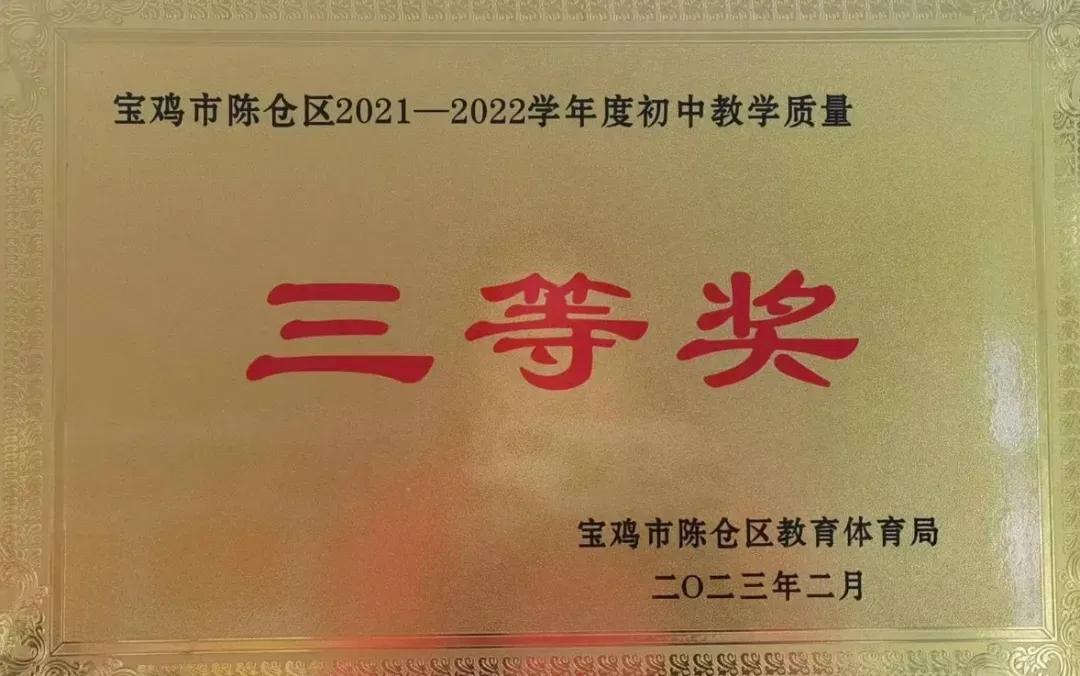 宝鸡市陈仓区2021—2022学年度初中教学质量
三等奖
宝鸡市陈仓区教育体育局
二〇二三年二月